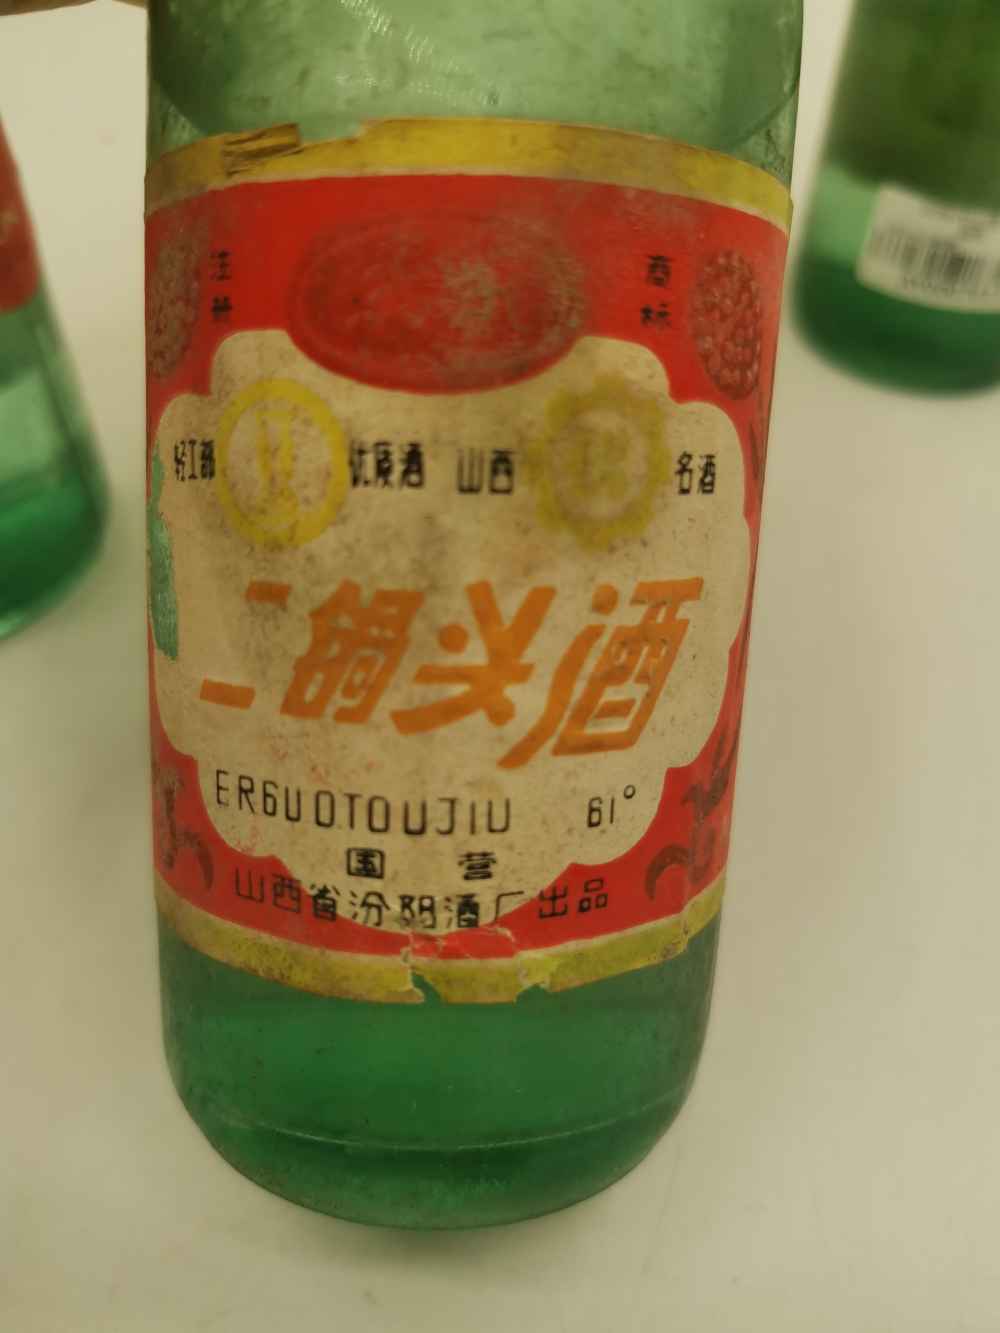 注册 商标
轻工部 优质酒 山西 名酒
二锅头酒
ERGUOTOUJIU 61°
国营
山西省汾阳酒厂出品